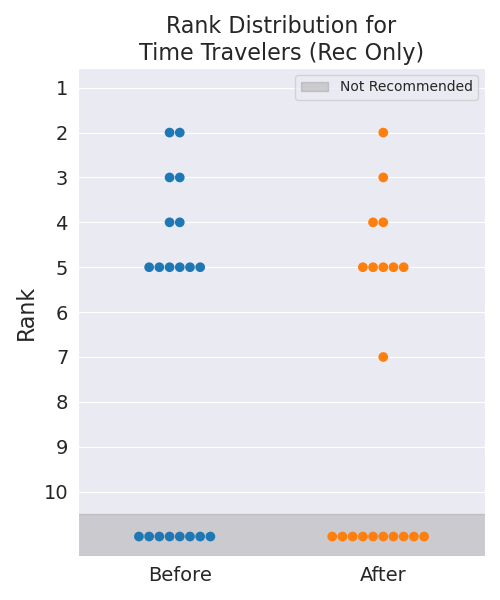 Rank Distribution for
Time Travelers (Rec Only)
Not Recommended
1
2
3
4
5
6
7
8
9
10
Rank
Before
After